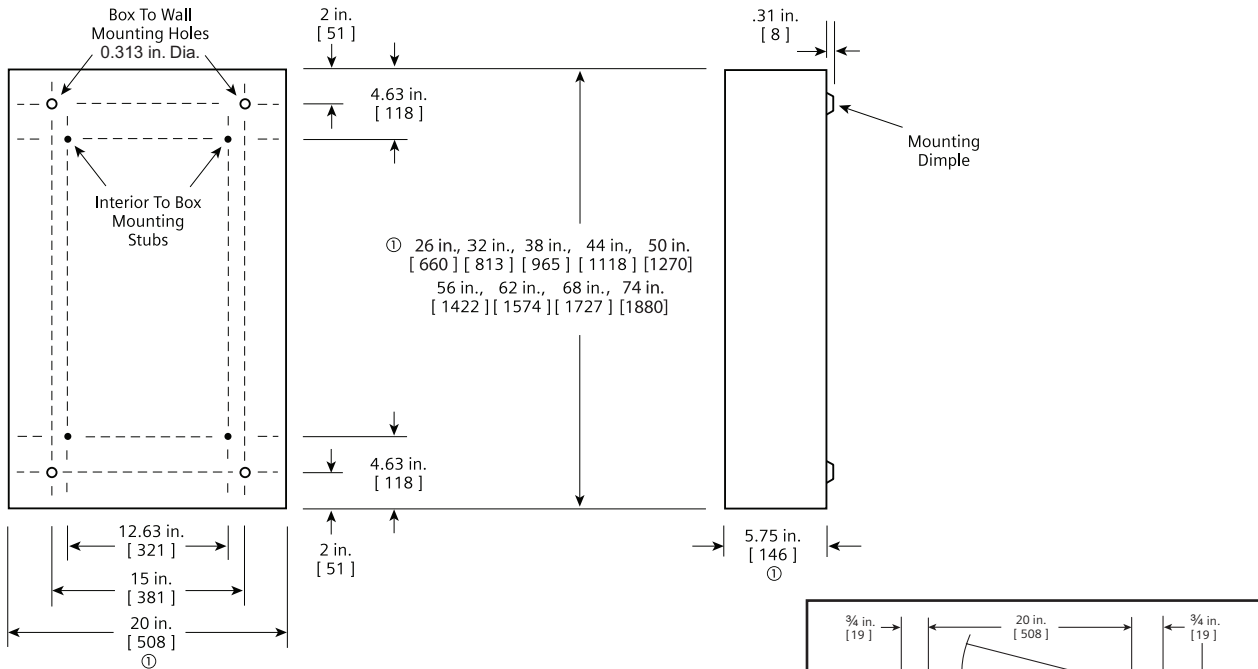 Box To Wall
Mounting Holes
0.313 in. Dia.
2 in.
[ 51 ]
.31 in.
[ 8 ]
4.63 in.
[ 118 ]
Mounting
Dimple
Interior To Box
Mounting
Stubs
① 26 in., 32 in., 38 in., 44 in., 50 in.
[ 660 ] [ 813 ] [ 965 ] [ 1118 ] [1270]
56 in., 62 in., 68 in., 74 in.
[ 1422 ] [ 1574 ] [ 1727 ] [1880]
4.63 in.
[ 118 ]
12.63 in.
[ 321 ]
2 in.
[ 51 ]
5.75 in.
[ 146 ]
①
15 in.
[ 381 ]
20 in.
[ 508 ]
①
¾ in.
[19 ]
20 in.
[ 508 ]
¾ in.
[19 ]